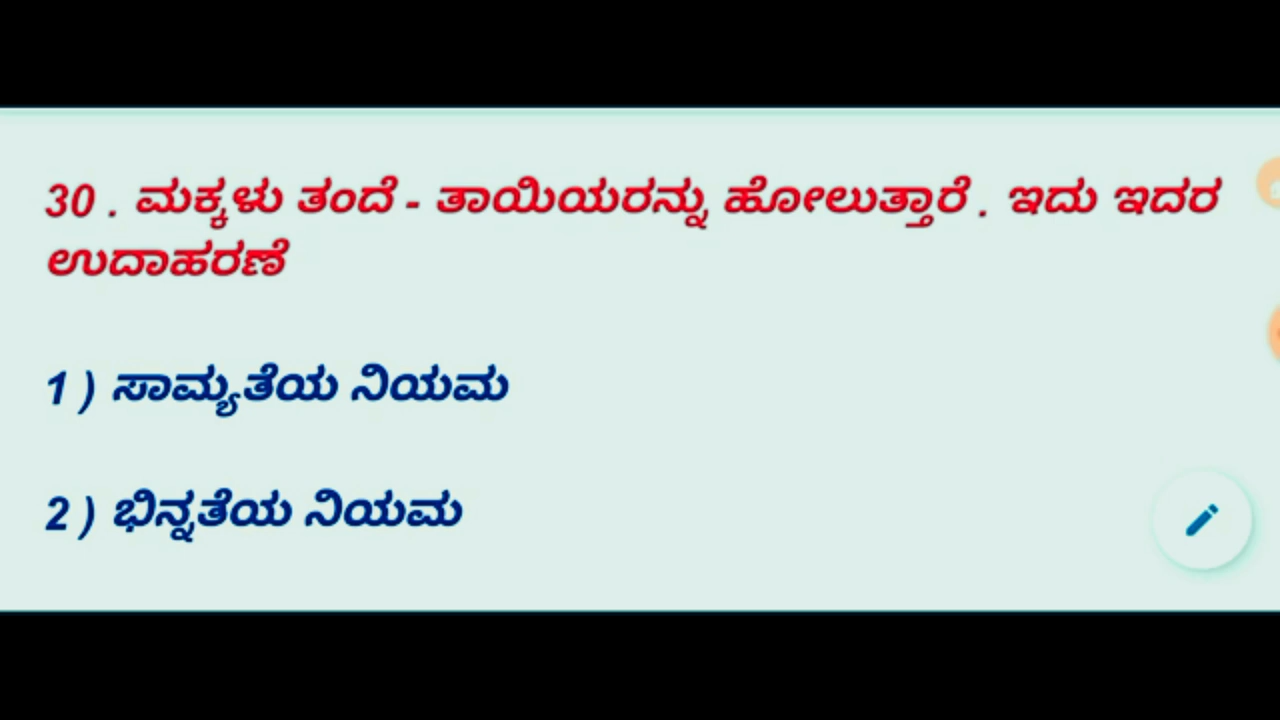 30 . ಮಕ್ಕಳು ತಂದೆ - ತಾಯಿಯರನ್ನು ಹೋಲುತ್ತಾರೆ . ಇದು ಇದರ
ಉದಾಹರಣೆ
1 ) ಸಾಮ್ಯತೆಯ ನಿಯಮ
2 ) ಭಿನ್ನತೆಯ ನಿಯಮ